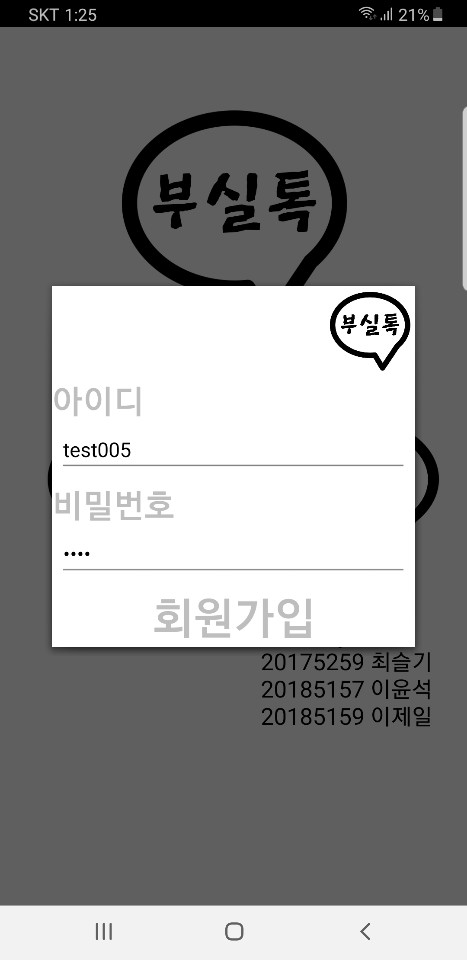 SKT 1:25 21%
부실톡
부실톡
아이디
test005
비밀번호
••••
회원가입
20175259 최슬기
20185157 이윤석
20185159 이제일